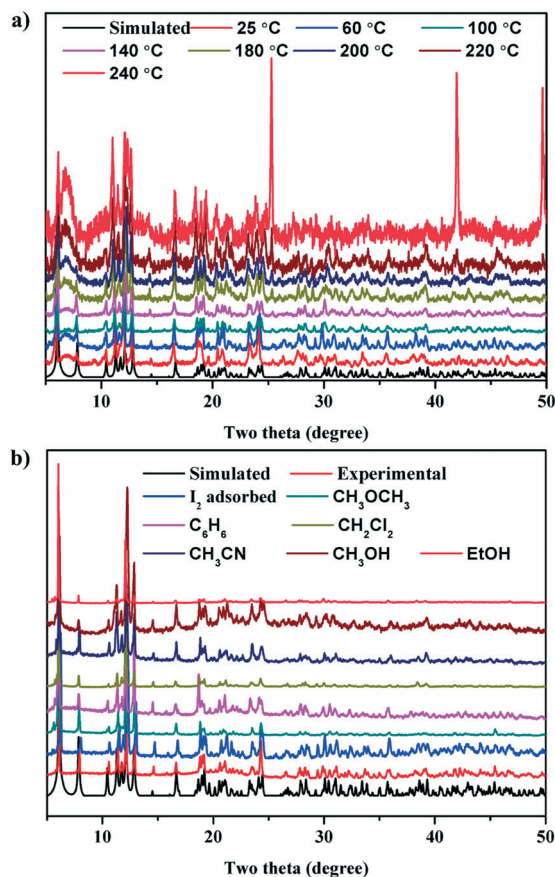 a)
Simulated 25 °C 60 °C 100 °C
140 °C 180 °C 200 °C 220 °C
240 °C
10 20 30 40 50
Two theta (degree)
b)
Simulated Experimental
I₂ adsorbed CH₃OCH₃
C₆H₆ CH₂Cl₂
CH₃CN CH₃OH EtOH
10 20 30 40 50
Two theta (degree)